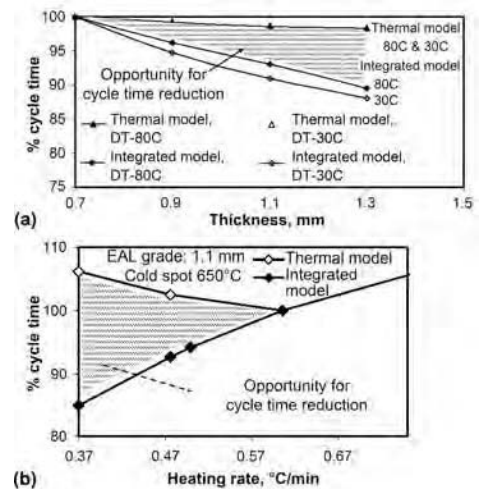 100
95
90
85
80
75
% cycle time
Thermal model
80C & 30C
Integrated model
80C
30C
Opportunity for
cycle time reduction
Thermal model,
DT-80C
Thermal model,
DT-30C
Integrated model,
DT-80C
Integrated model,
DT-30C
0.7 0.9 1.1 1.3 1.5
(a) Thickness, mm
110
105
100
90
85
80
% cycle time
EAL grade: 1.1 mm
Cold spot 650°C
Thermal model
Integrated
model
Opportunity for
cycle time reduction
0.37 0.47 0.57 0.67
(b) Heating rate, °C/min